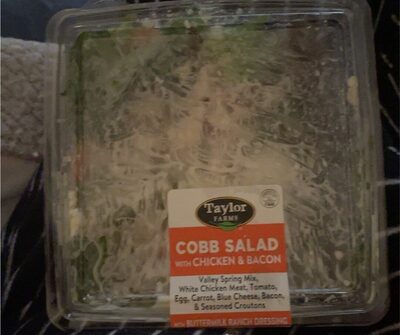 Taylor
FARMS
COBB SALAD
WITH CHICKEN & BACON
Valley Spring Mix,
White Chicken Meat, Tomato,
Egg, Carrot, Blue Cheese, Bacon,
& Seasoned Croutons
WITH BUTTERMILK RANCH DRESSING